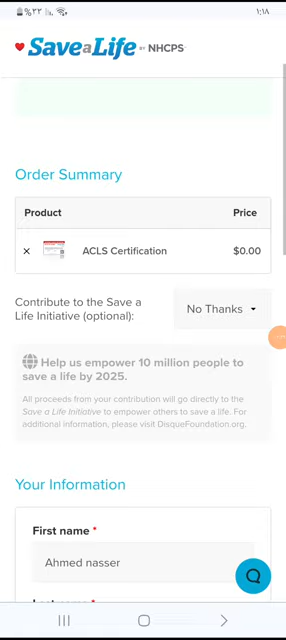 %٣٢ ١:١٨
Save a Life BY NHCPS
Order Summary
Product Price
× ACLS Certification $0.00
Contribute to the Save a
Life Initiative (optional):
No Thanks
Help us empower 10 million people to
save a life by 2025.
All proceeds from your contribution will go directly to the
Save a Life Initiative to empower others to save a life. For
additional information, please visit DisqueFoundation.org.
Your Information
First name *
Ahmed nasser